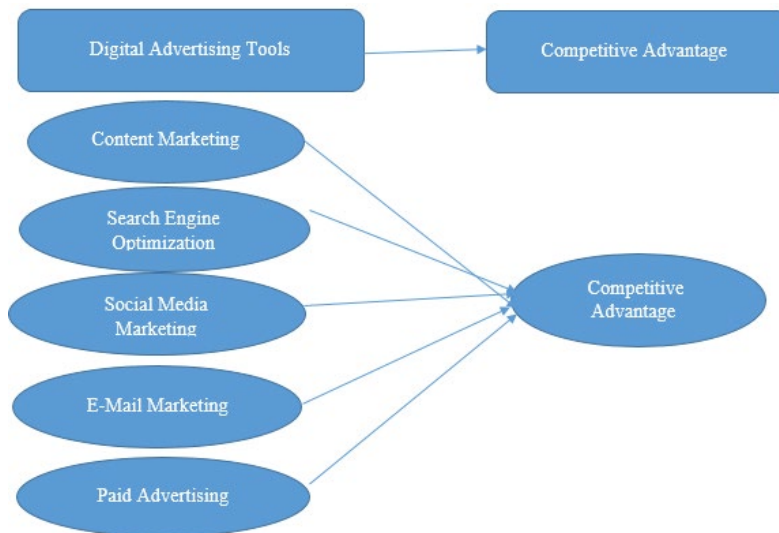 Digital Advertising Tools
Competitive Advantage
Content Marketing
Search Engine
Optimization
Social Media
Marketing
E-Mail Marketing
Paid Advertising
Competitive
Advantage